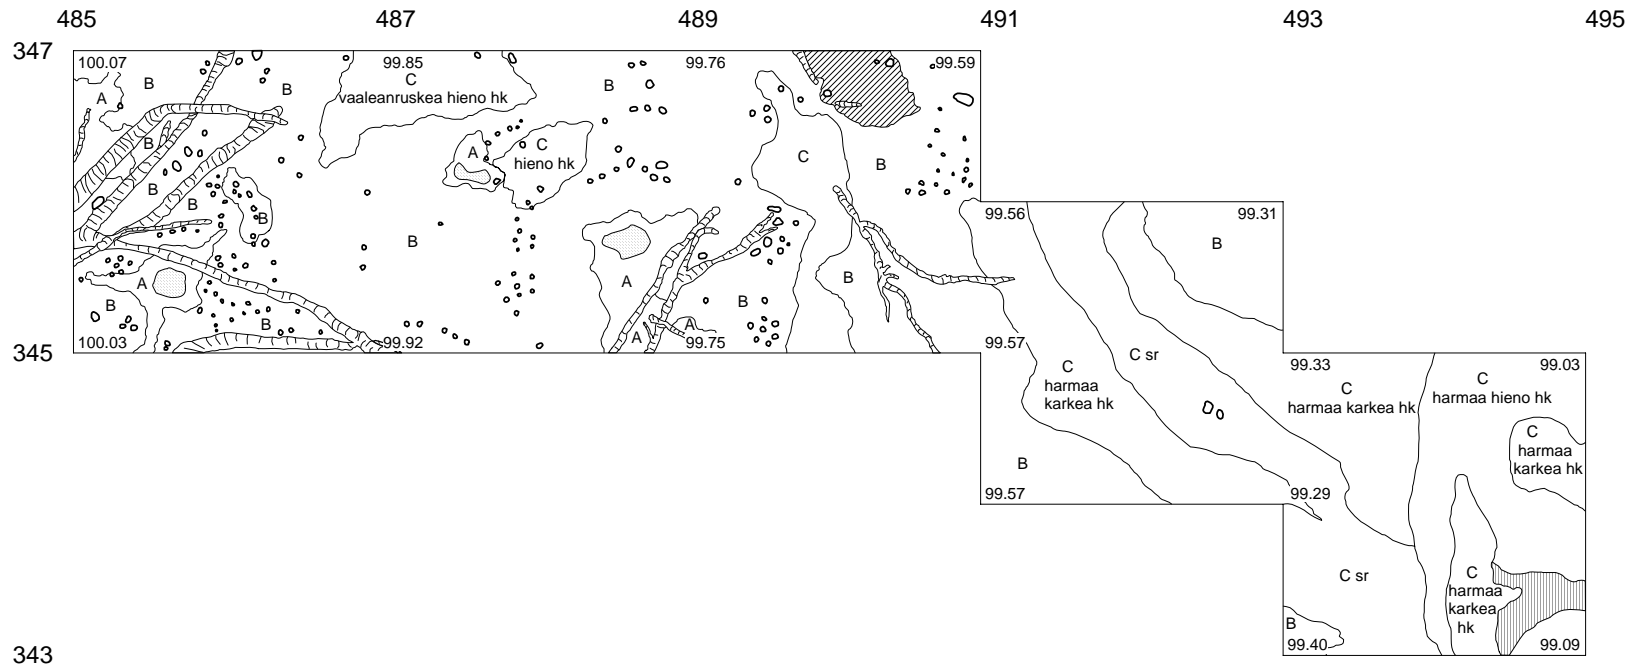 485 487 489 491 493 495
347
100.07 99.85 99.76 99.59
B C B
A B vaaleanruskea hieno hk
B A C C B
hieno hk
B
B B
99.56 99.31
B B
A A B
B B B
A A
100.03 99.92 99.75 99.57
345
C sr
C 99.33 99.03
harmaa C C
karkea hk harmaa karkea hk harmaa hieno hk
C
harmaa
karkea hk
B
99.57 99.29
C sr C
harmaa
karkea
hk
B
99.40 99.09
343